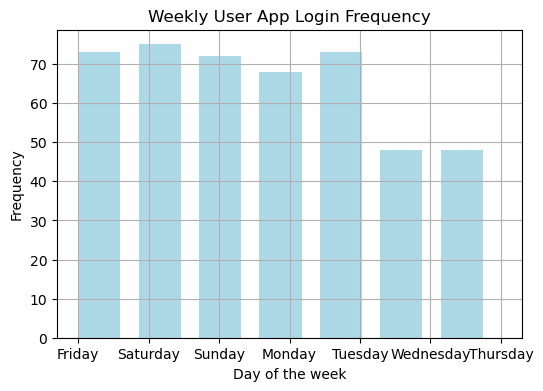 Weekly User App Login Frequency
70
60
50
40
30
20
10
0
Frequency
Friday Saturday Sunday Monday Tuesday Wednesday Thursday
Day of the week